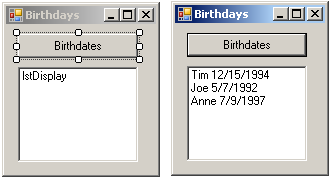 Birthdays
Birthdates
lstDisplay
Birthdays
Birthdates
Tim 12/15/1994
Joe 5/7/1992
Anne 7/9/1997